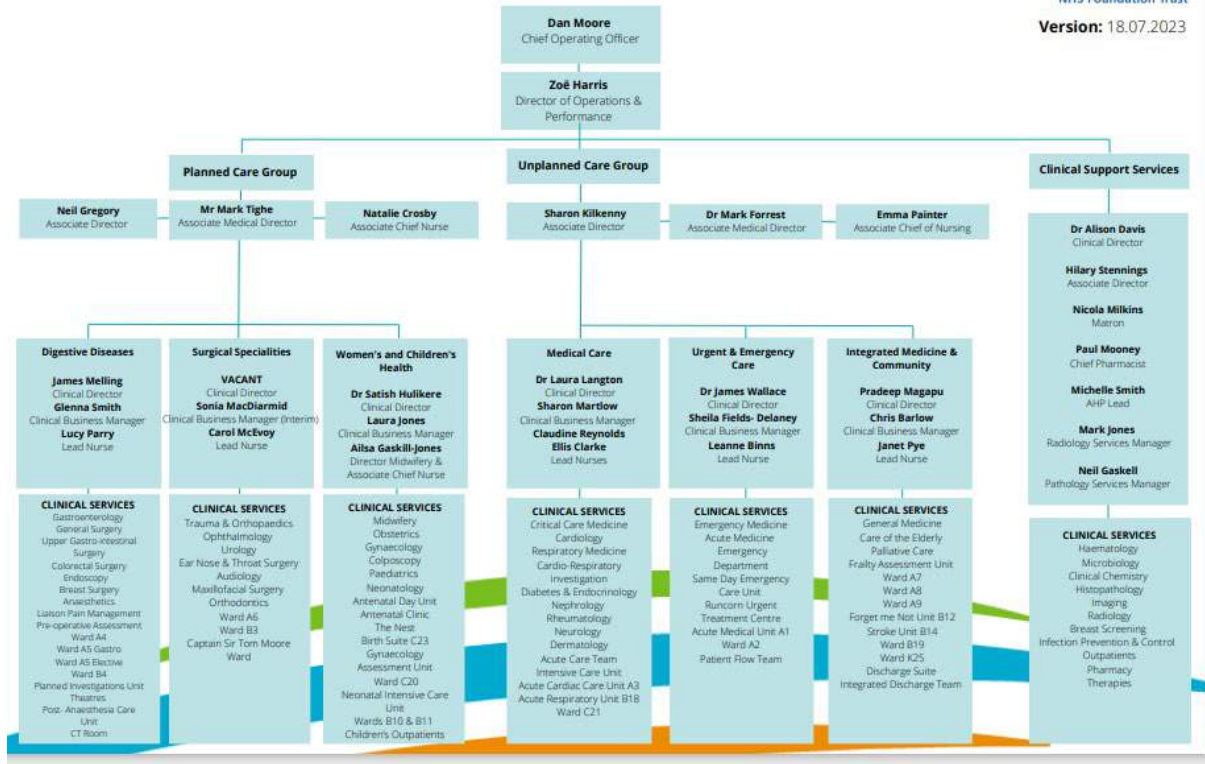 NHS Foundation Trust
Version: 18.07.2023
Dan Moore
Chief Operating Officer
Zoë Harris
Director of Operations &
Performance
Planned Care Group
Unplanned Care Group
Clinical Support Services
Neil Gregory
Associate Director
Mr Mark Tighe
Associate Medical Director
Natalie Crosby
Associate Chief Nurse
Sharon Kilkenny
Associate Director
Dr Mark Forrest
Associate Medical Director
Emma Painter
Associate Chief of Nursing
Dr Alison Davis
Clinical Director
Hilary Stennings
Associate Director
Nicola Milkins
Matron
Paul Mooney
Chief Pharmacist
Michelle Smith
AHP Lead
Mark Jones
Radiology Services Manager
Neil Gaskell
Pathology Services Manager
Digestive Diseases
James Melling
Clinical Director
Glenna Smith
Clinical Business Manager
Lucy Parry
Lead Nurse
Surgical Specialities
VACANT
Clinical Director
Sonia MacDiarmid
Clinical Business Manager (Interim)
Carol McEvoy
Lead Nurse
Women's and Children's
Health
Dr Satish Hulikere
Clinical Director
Laura Jones
Clinical Business Manager
Ailsa Gaskill-Jones
Director Midwifery &
Associate Chief Nurse
Medical Care
Dr Laura Langton
Clinical Director
Sharon Martlow
Clinical Business Manager
Claudine Reynolds
Ellis Clarke
Lead Nurses
Urgent & Emergency
Care
Dr James Wallace
Clinical Director
Sheila Fields- Delaney
Clinical Business Manager
Leanne Binns
Lead Nurse
Integrated Medicine &
Community
Pradeep Magapu
Clinical Director
Chris Barlow
Clinical Business Manager
Janet Pye
Lead Nurse
CLINICAL SERVICES
Gastroenterology
General Surgery
Upper Gastro-intestinal
Surgery
Colorectal Surgery
Endoscopy
Breast Surgery
Anaesthetics
Liaison Pain Management
Pre-operative Assessment
Ward A4
Ward A5 Gastro
Ward A5 Elective
Ward B4
Planned Investigations Unit
Theatres
Post- Anaesthesia Care
Unit
CT Room
CLINICAL SERVICES
Trauma & Orthopaedics
Ophthalmology
Urology
Ear Nose & Throat Surgery
Audiology
Maxillofacial Surgery
Orthodontics
Ward A6
Ward B3
Captain Sir Tom Moore
Ward
CLINICAL SERVICES
Midwifery
Obstetrics
Gynaecology
Colposcopy
Paediatrics
Neonatology
Antenatal Day Unit
Antenatal Clinic
The Nest
Birth Suite C23
Gynaecology
Assessment Unit
Ward C20
Neonatal Intensive Care
Unit
Wards B10 & B11
Children's Outpatients
CLINICAL SERVICES
Critical Care Medicine
Cardiology
Respiratory Medicine
Cardio-Respiratory
Investigation
Diabetes & Endocrinology
Nephrology
Rheumatology
Neurology
Dermatology
Acute Care Team
Intensive Care Unit
Acute Cardiac Care Unit A3
Acute Respiratory Unit B18
Ward C21
CLINICAL SERVICES
Emergency Medicine
Acute Medicine
Emergency
Department
Same Day Emergency
Care Unit
Runcorn Urgent
Treatment Centre
Acute Medical Unit A1
Ward A2
Patient Flow Team
CLINICAL SERVICES
General Medicine
Care of the Elderly
Palliative Care
Frailty Assessment Unit
Ward A7
Ward A8
Ward A9
Forget me Not Unit B12
Stroke Unit B14
Ward B19
Ward K25
Discharge Suite
Integrated Discharge Team
CLINICAL SERVICES
Haematology
Microbiology
Clinical Chemistry
Histopathology
Imaging
Radiology
Breast Screening
Infection Prevention & Control
Outpatients
Pharmacy
Therapies